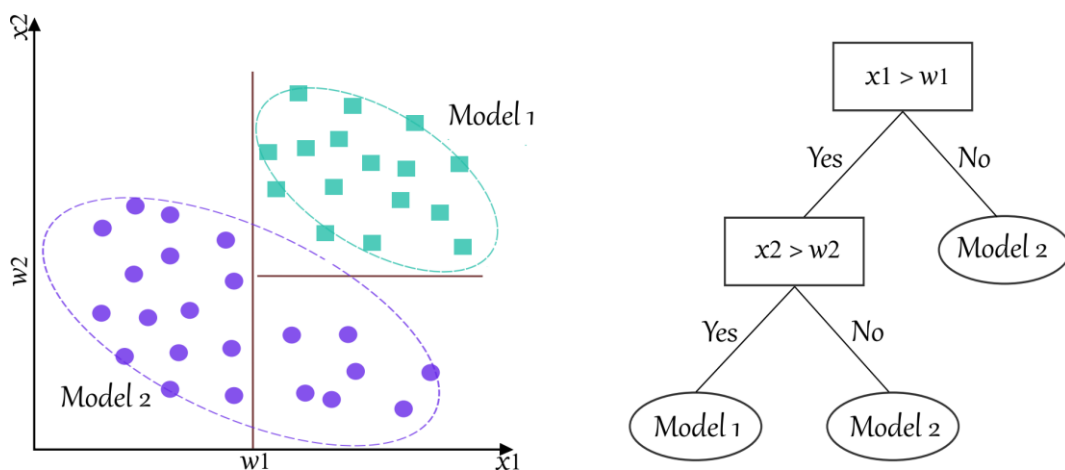 x2
Model 1
w2
Model 2
w1
x1
x1 > w1
Yes
No
x2 > w2
Model 2
Yes
No
Model 1
Model 2